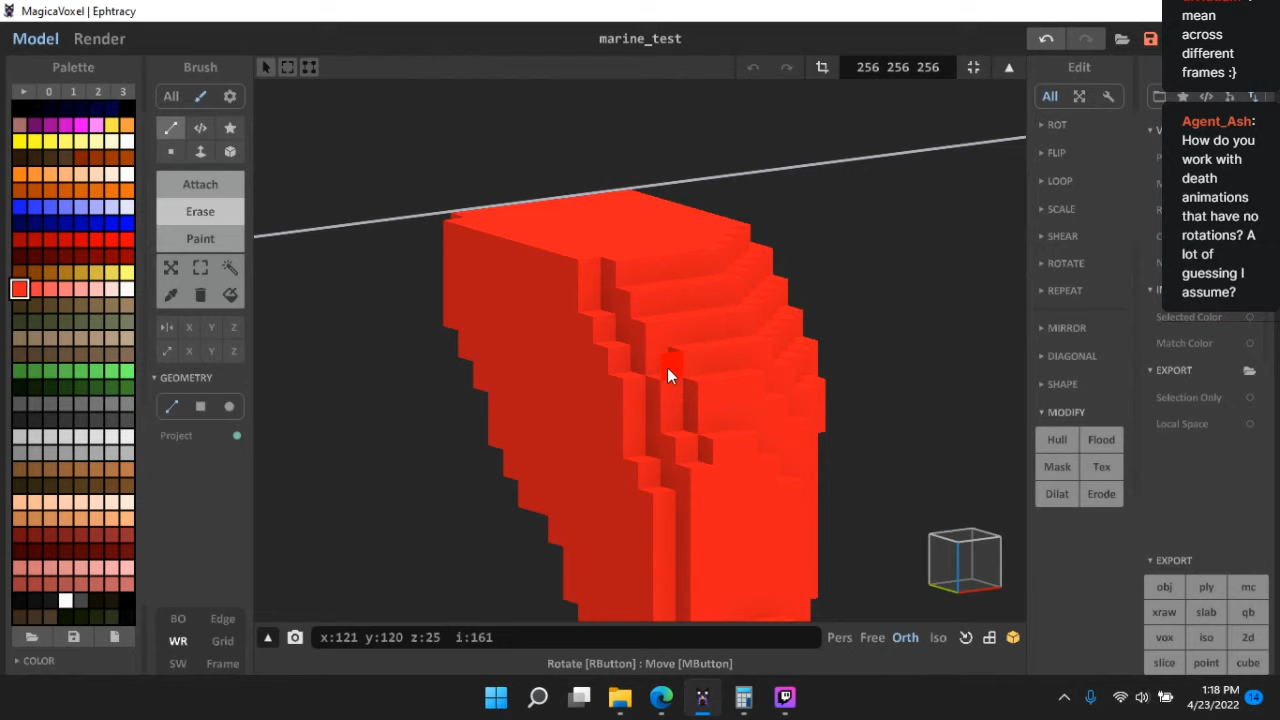 MagicaVoxel | Ephtracy
Model Render
marine_test
mean
across
different
frames :}
Palette
Brush
256 256 256
Edit
0 1 2 3
All
All
Agent_Ash:
How do you
work with
death
animations
that have no
rotations? A
lot of
guessing I
assume?
ROT
FLIP
LOOP
SCALE
SHEAR
ROTATE
REPEAT
MIRROR
DIAGONAL
SHAPE
MODIFY
Hull Flood
Mask Tex
Dilat Erode
Attach
Erase
Paint
X Y Z
X Y Z
GEOMETRY
Project
Selected Color
Match Color
EXPORT
Selection Only
Local Space
EXPORT
obj ply mc
xraw slab qb
vox iso 2d
slice point cube
BO Edge
WR Grid
SW Frame
COLOR
x:121 y:120 z:25 i:161
Pers Free Orth Iso
Rotate [RButton] : Move [MButton]
1:18 PM
4/23/2022
14